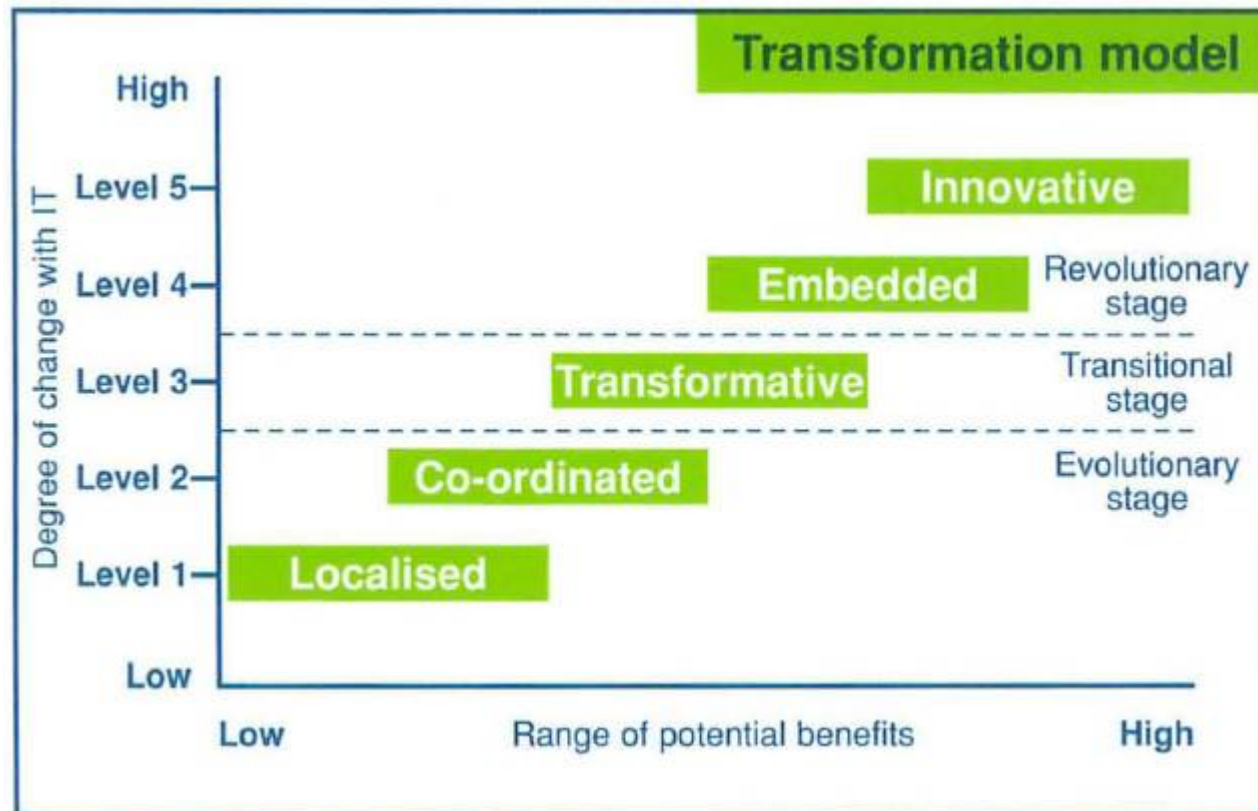 Transformation model
High
Level 5
Innovative
Level 4
Embedded
Revolutionary
stage
Level 3
Transformative
Transitional
stage
Level 2
Co-ordinated
Evolutionary
stage
Level 1
Localised
Low
Degree of change with IT
Low
Range of potential benefits
High